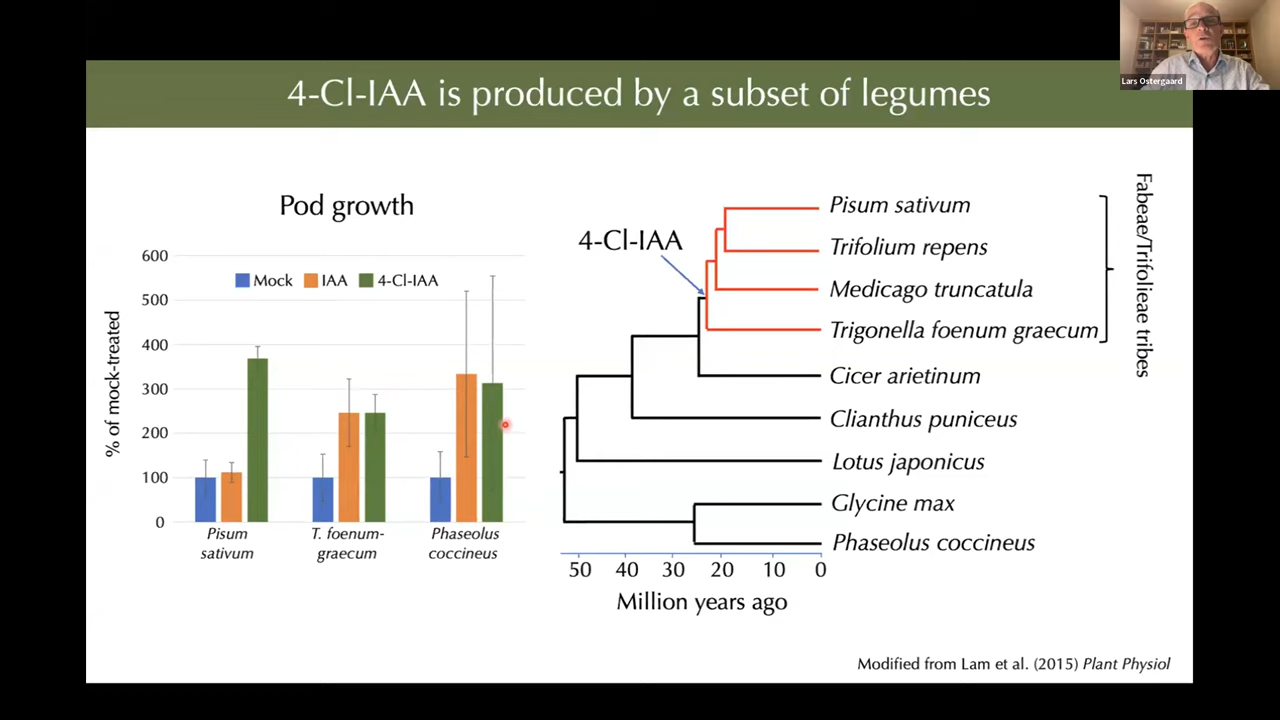 4-Cl-IAA is produced by a subset of legumes
Lars Ostergaard
Pod growth
% of mock-treated
600
500
400
300
200
100
0
Mock IAA 4-Cl-IAA
Pisum
sativum
T. foenum-
graecum
Phaseolus
coccineus
4-Cl-IAA
Pisum sativum
Trifolium repens
Medicago truncatula
Trigonella foenum graecum
Cicer arietinum
Clianthus puniceus
Lotus japonicus
Glycine max
Phaseolus coccineus
Fabeae/Trifolieae tribes
50 40 30 20 10 0
Million years ago
Modified from Lam et al. (2015) Plant Physiol